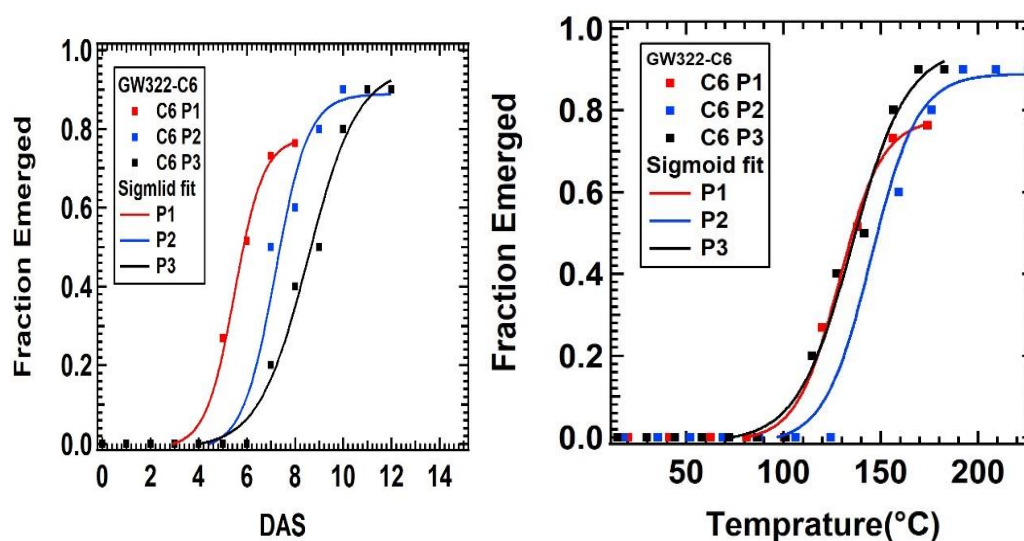 1.0
0.8
0.6
0.4
0.2
0.0
Fraction Emerged
GW322-C6
C6 P1
C6 P2
C6 P3
Sigmlid fit
P1
P2
P3
0 2 4 6 8 10 12 14
DAS
1.0
0.8
0.6
0.4
0.2
0.0
Fraction Emerged
GW322-C6
C6 P1
C6 P2
C6 P3
Sigmoid fit
P1
P2
P3
50 100 150 200
Temprature(°C)